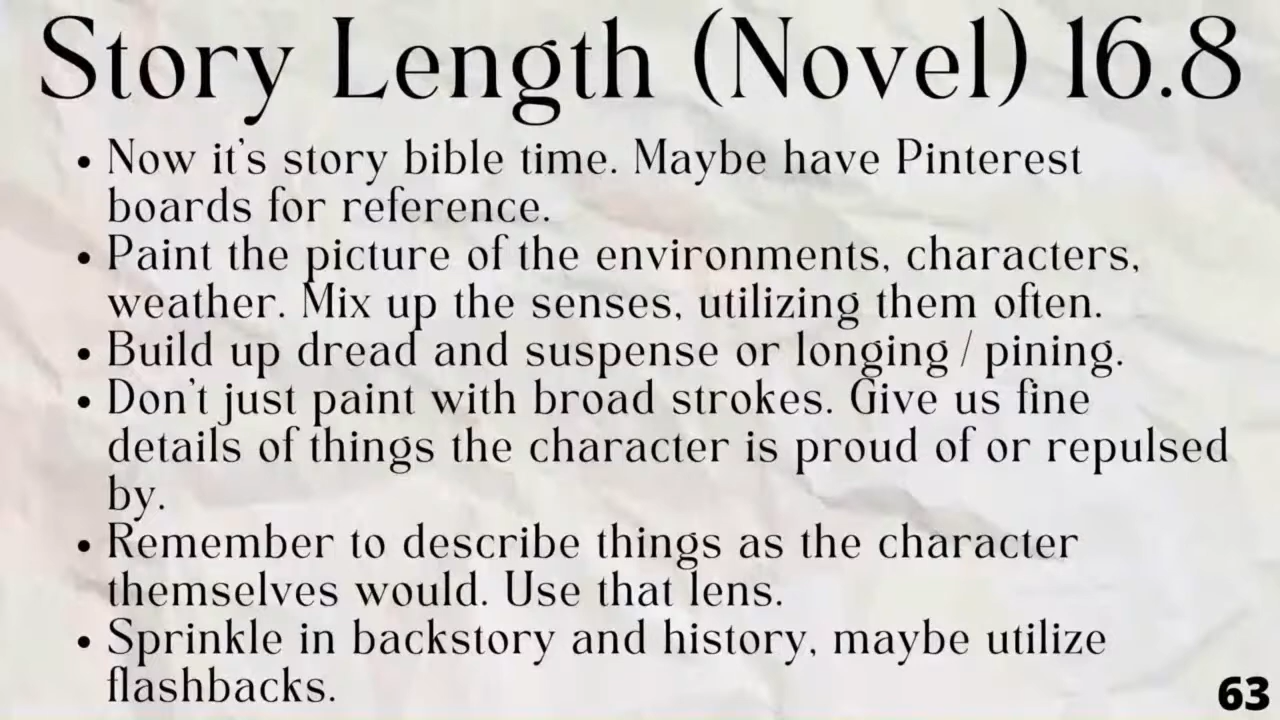 Story Length (Novel) 16.8
• Now it's story bible time. Maybe have Pinterest
boards for reference.
• Paint the picture of the environments, characters,
weather. Mix up the senses, utilizing them often.
• Build up dread and suspense or longing / pining.
• Don't just paint with broad strokes. Give us fine
details of things the character is proud of or repulsed
by.
• Remember to describe things as the character
themselves would. Use that lens.
• Sprinkle in backstory and history, maybe utilize
flashbacks.
63